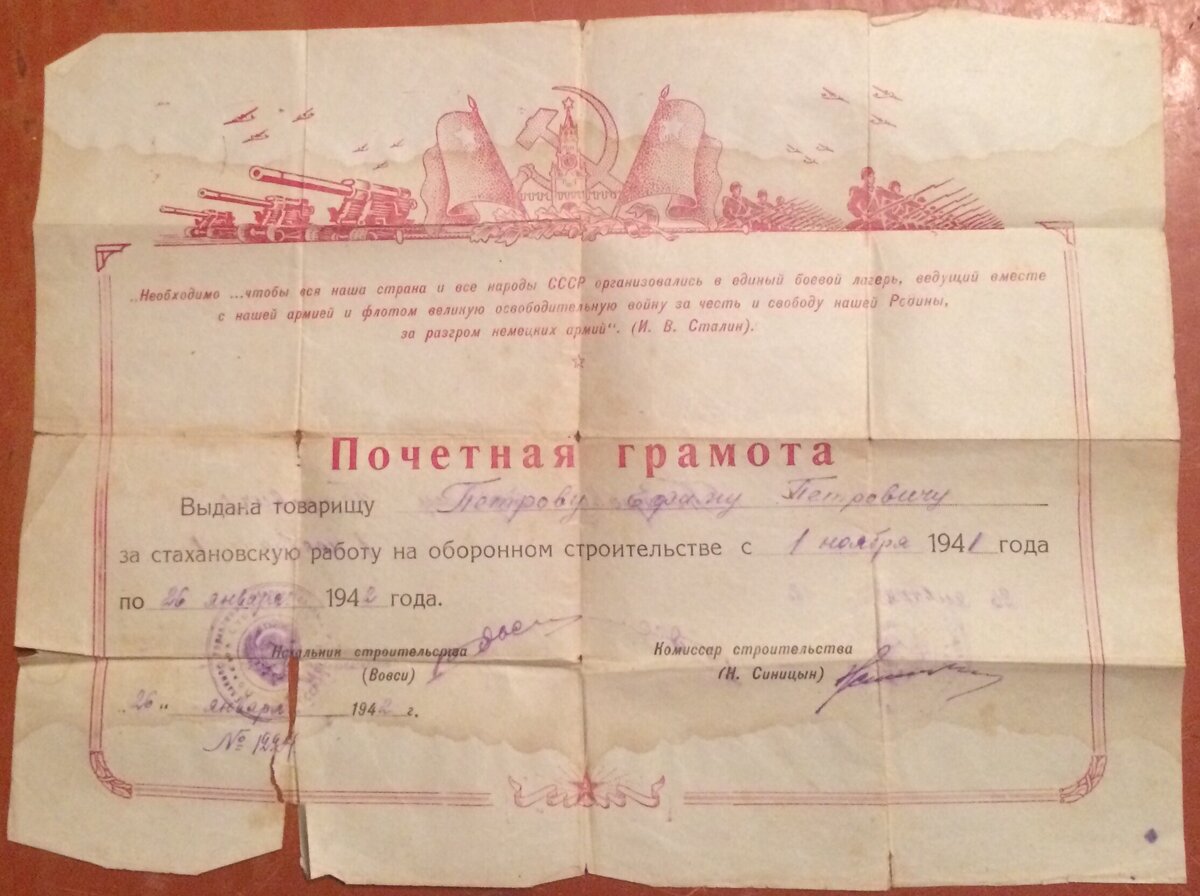 „Необходимо ...чтобы вся наша страна и все народы СССР организовались в единый боевой лагерь, ведущий вместе
с нашей армией и флотом великую освободительную войну за честь и свободу нашей Родины,
за разгром немецких армий“. (И. В. Сталин).
Почетная грамота
Выдана товарищу Петрову Петровичу
за стахановскую работу на оборонном строительстве с 1 ноября 1941 года
по 26 января 1942 года.
Начальник строительства
(Вовси)
Комиссар строительства
(Н. Синицын)
„26“ января 1942 г.
№ 1224